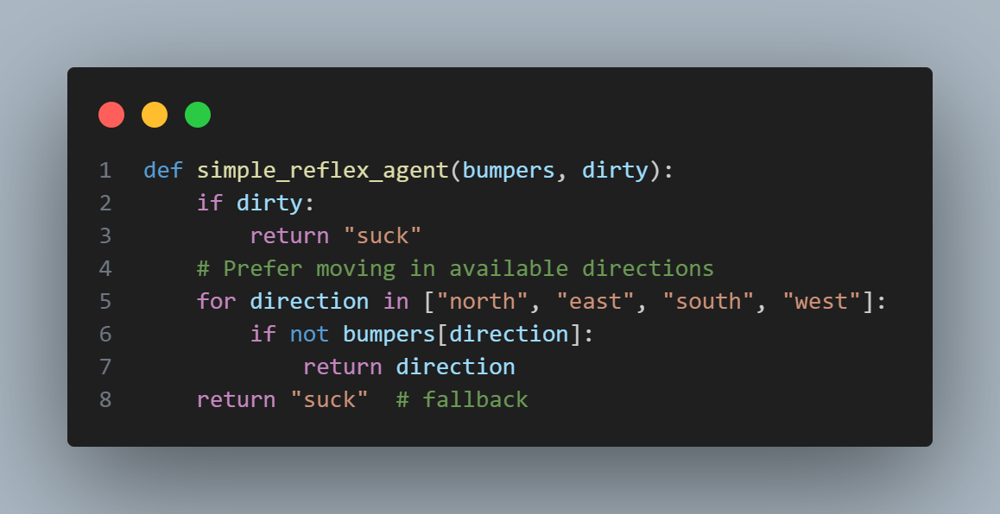 1 def simple_reflex_agent(bumpers, dirty):
2     if dirty:
3         return "suck"
4     # Prefer moving in available directions
5     for direction in ["north", "east", "south", "west"]:
6         if not bumpers[direction]:
7             return direction
8     return "suck"  # fallback